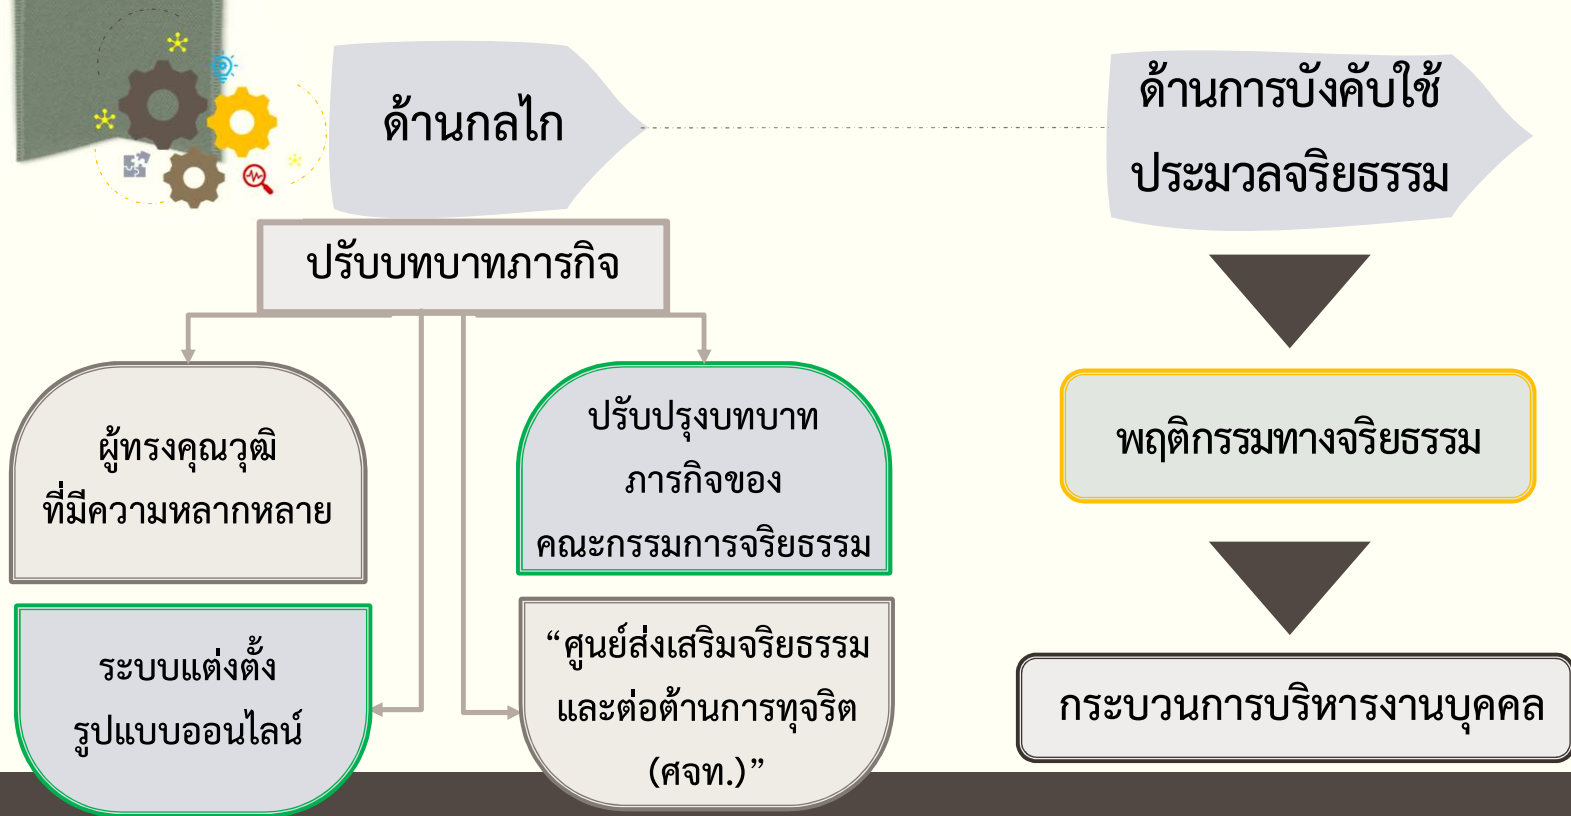 ด้านกลไก
ปรับบทบาทภารกิจ
ผู้ทรงคุณวุฒิ
ที่มีความหลากหลาย
ปรับปรุงบทบาท
ภารกิจของ
คณะกรรมการจริยธรรม
ระบบแต่งตั้ง
รูปแบบออนไลน์
“ศูนย์ส่งเสริมจริยธรรม
และต่อต้านการทุจริต
(ศจท.)”
ด้านการบังคับใช้
ประมวลจริยธรรม
พฤติกรรมทางจริยธรรม
กระบวนการบริหารงานบุคคล